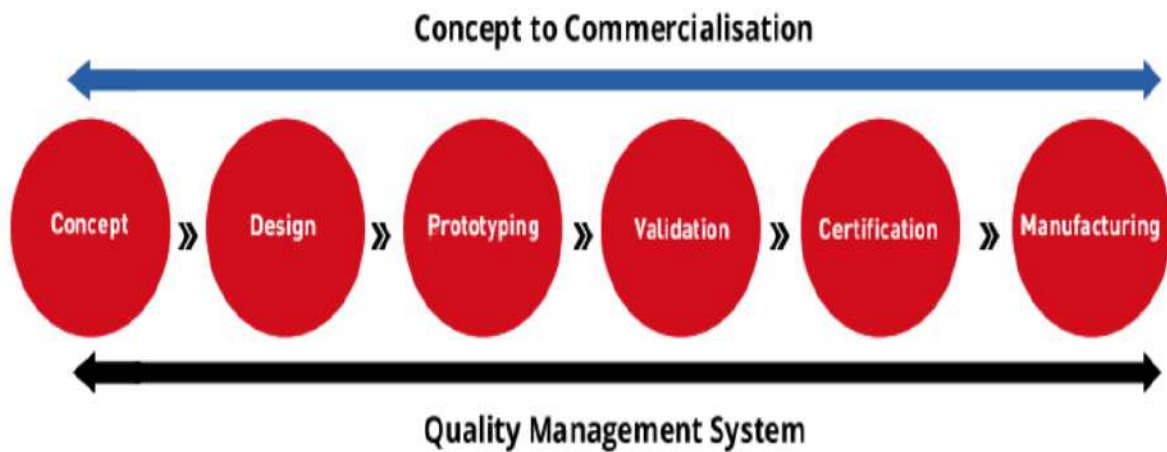 Concept to Commercialisation
Concept » Design » Prototyping » Validation » Certification » Manufacturing
Quality Management System